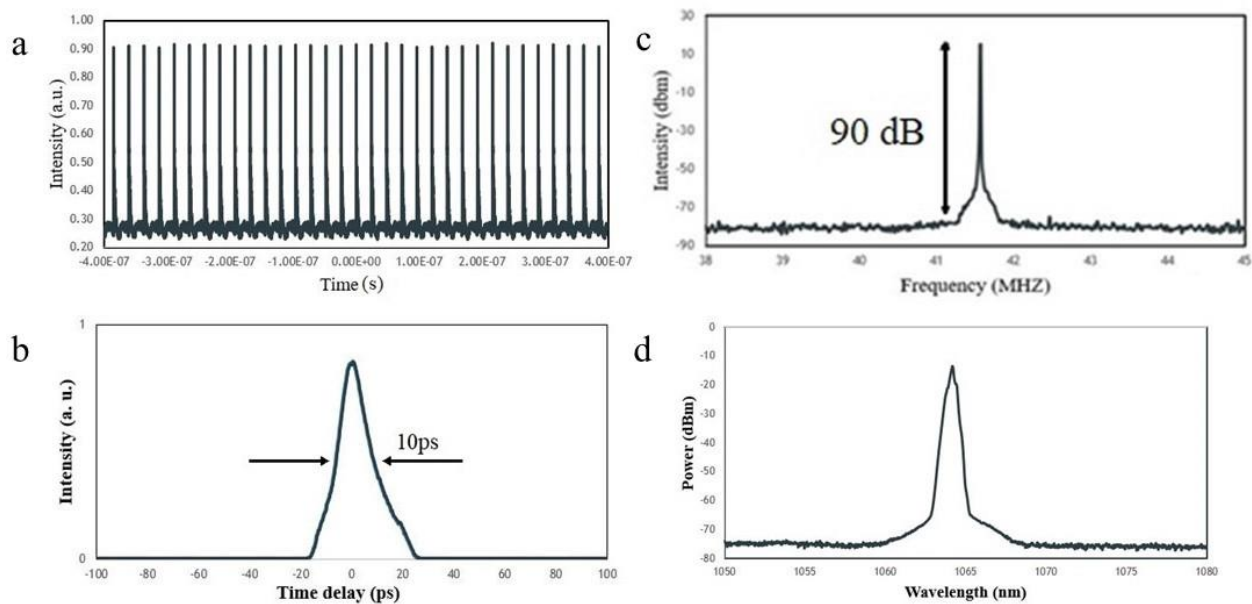 a
Intensity (a.u.)
1.00
0.90
0.80
0.70
0.60
0.50
0.40
0.30
0.20
-4.00E-07 -3.00E-07 -2.00E-07 -1.00E-07 0.00E+00 1.00E-07 2.00E-07 3.00E-07 4.00E-07
Time (s)
c
Intensity (dbm)
30
10
-10
-30
-50
-70
-90
90 dB
38 39 40 41 42 43 44 45
Frequency (MHZ)
b
Intensity (a. u.)
1
0
10ps
-100 -80 -60 -40 -20 0 20 40 60 80 100
Time delay (ps)
d
Power (dBm)
0
-10
-20
-30
-40
-50
-60
-70
-80
1050 1055 1060 1065 1070 1075 1080
Wavelength (nm)